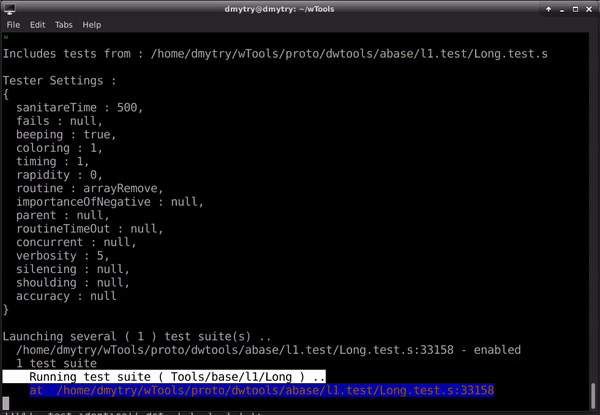 dmytry@dmytry: ~/wTools
File Edit Tabs Help
"
Includes tests from : /home/dmytry/wTools/proto/dwtools/abase/l1.test/Long.test.s
Tester Settings :
{
sanitareTime : 500,
fails : null,
beeping : true,
coloring : 1,
timing : 1,
rapidity : 0,
routine : arrayRemove,
importanceOfNegative : null,
parent : null,
routineTimeOut : null,
concurrent : null,
verbosity : 5,
silencing : null,
shoulding : null,
accuracy : null
}
Launching several ( 1 ) test suite(s) ..
/home/dmytry/wTools/proto/dwtools/abase/l1.test/Long.test.s:33158 - enabled
1 test suite
Running test suite ( Tools/base/l1/Long ) ..
at /home/dmytry/wTools/proto/dwtools/abase/l1.test/Long.test.s:33158